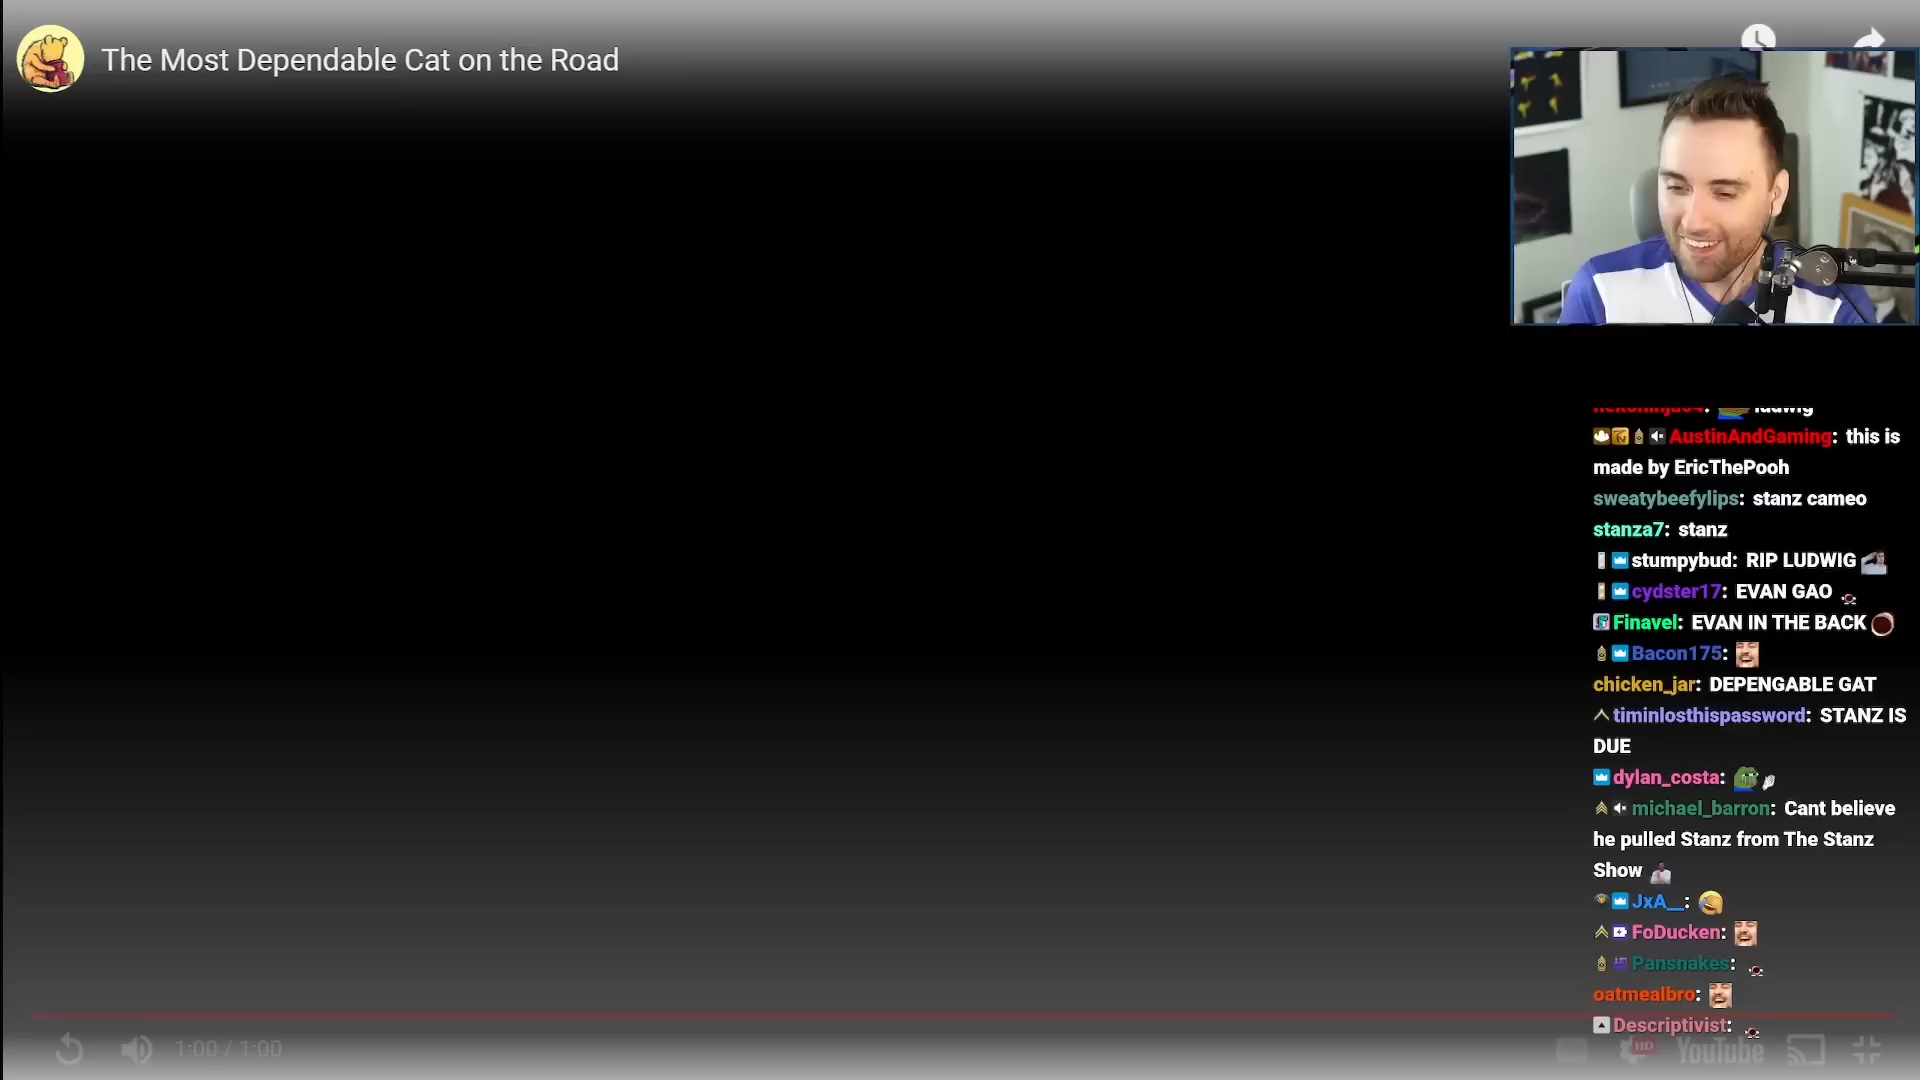 The Most Dependable Cat on the Road
ludwig
AustinAndGaming: this is
made by EricThePooh
sweatybeefylips: stanz cameo
stanza7: stanz
stumpybud: RIP LUDWIG
cydster17: EVAN GAO
Finavel: EVAN IN THE BACK
Bacon175:
chicken_jar: DEPENGABLE GAT
timinlosthispassword: STANZ IS
DUE
dylan_costa:
michael_barron: Cant believe
he pulled Stanz from The Stanz
Show
JxA__:
FoDucken:
Pansnakes:
oatmealbro:
Descriptivist:
1:00 / 1:00
HD
YouTube